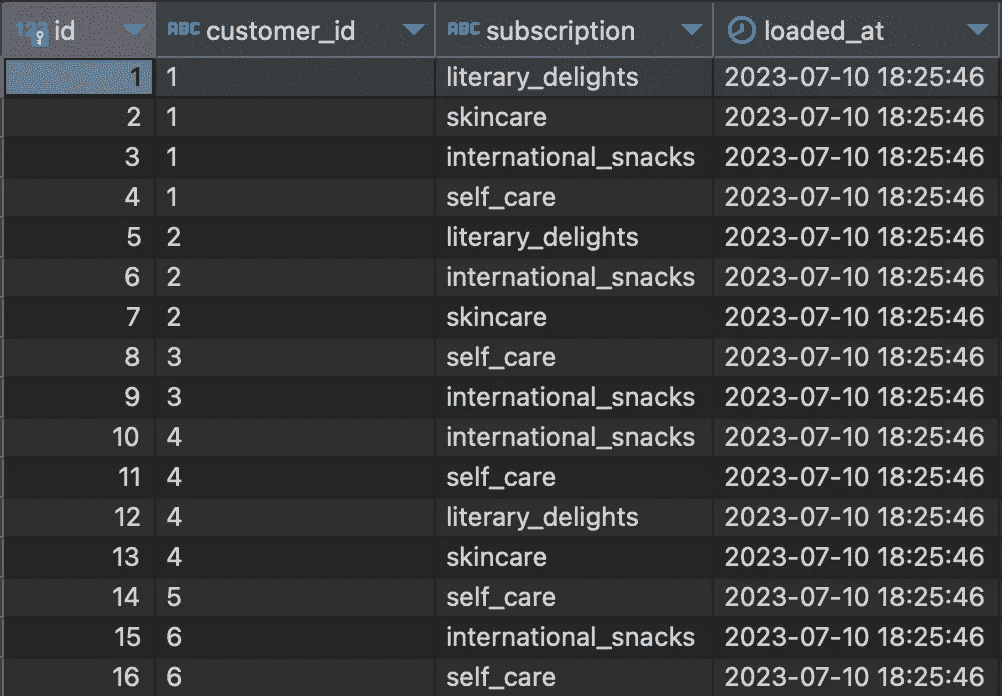 123 id ABC customer_id ABC subscription loaded_at
1 1 literary_delights 2023-07-10 18:25:46
2 1 skincare 2023-07-10 18:25:46
3 1 international_snacks 2023-07-10 18:25:46
4 1 self_care 2023-07-10 18:25:46
5 2 literary_delights 2023-07-10 18:25:46
6 2 international_snacks 2023-07-10 18:25:46
7 2 skincare 2023-07-10 18:25:46
8 3 self_care 2023-07-10 18:25:46
9 3 international_snacks 2023-07-10 18:25:46
10 4 international_snacks 2023-07-10 18:25:46
11 4 self_care 2023-07-10 18:25:46
12 4 literary_delights 2023-07-10 18:25:46
13 4 skincare 2023-07-10 18:25:46
14 5 self_care 2023-07-10 18:25:46
15 6 international_snacks 2023-07-10 18:25:46
16 6 self_care 2023-07-10 18:25:46